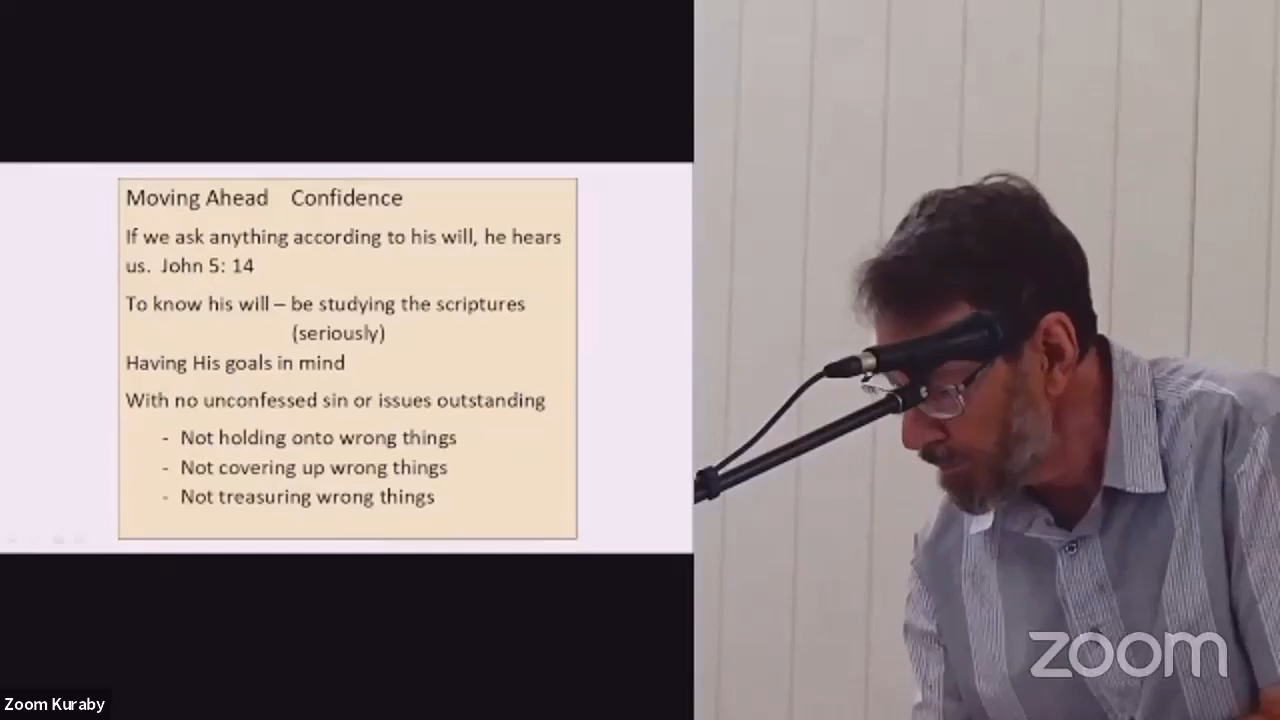 Moving Ahead Confidence
If we ask anything according to his will, he hears
us. John 5: 14
To know his will – be studying the scriptures
(seriously)
Having His goals in mind
With no unconfessed sin or issues outstanding
- Not holding onto wrong things
- Not covering up wrong things
- Not treasuring wrong things
zoom
Zoom Kuraby